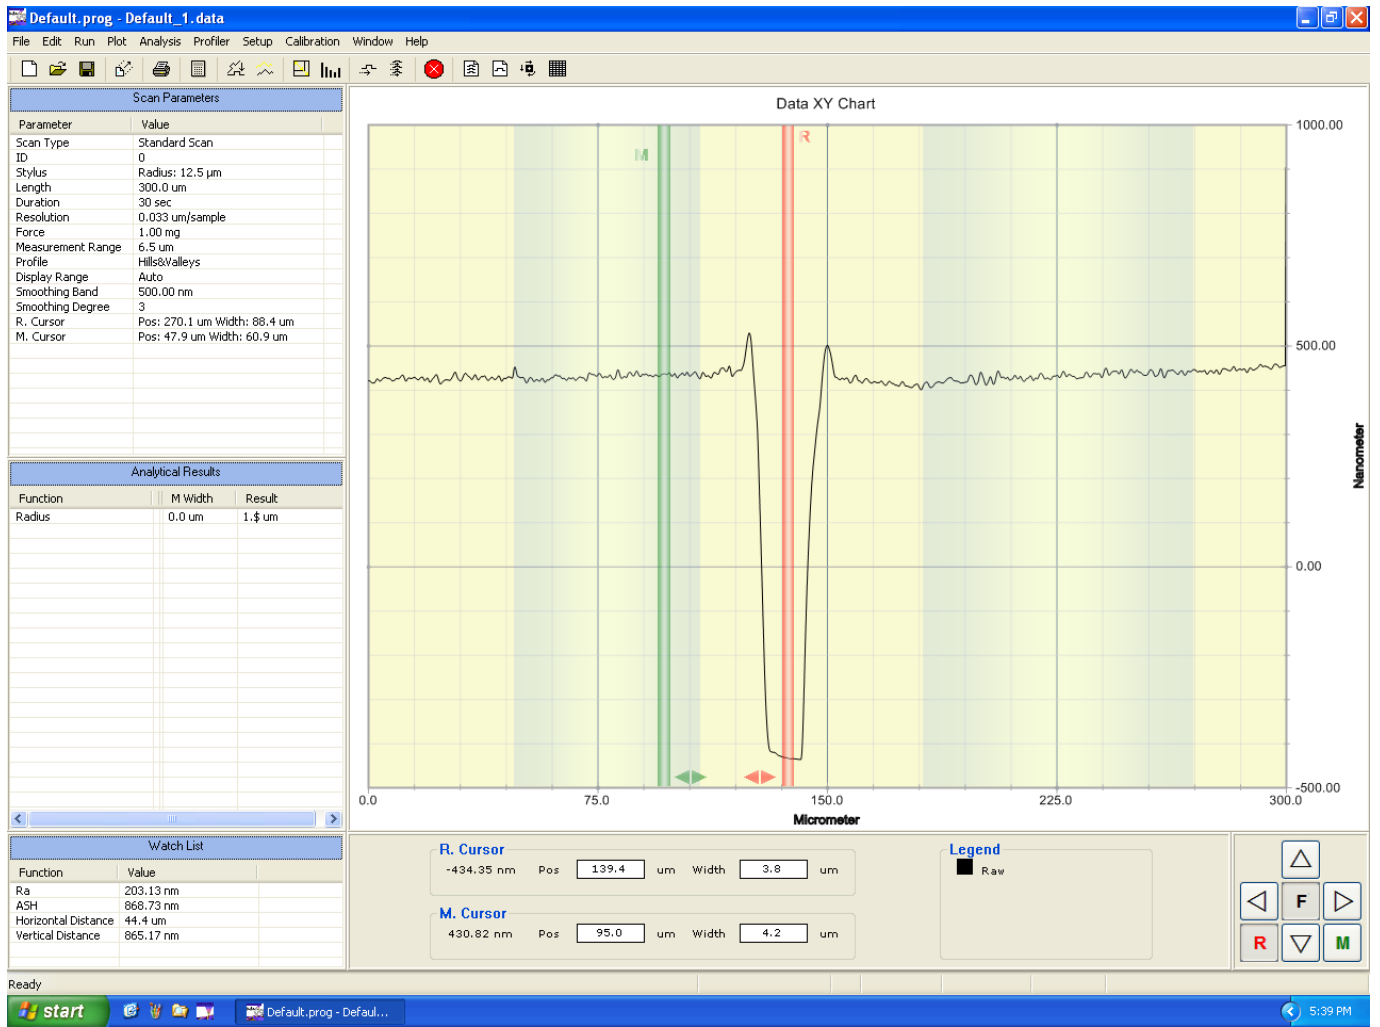 Default.prog - Default_1.data
File Edit Run Plot Analysis Profiler Setup Calibration Window Help
Scan Parameters
Parameter Value
Scan Type Standard Scan
ID 0
Stylus Radius: 12.5 µm
Length 300.0 um
Duration 30 sec
Resolution 0.033 um/sample
Force 1.00 mg
Measurement Range 6.5 um
Profile Hills&Valleys
Display Range Auto
Smoothing Band 500.00 nm
Smoothing Degree 3
R. Cursor Pos: 270.1 um Width: 88.4 um
M. Cursor Pos: 47.9 um Width: 60.9 um
Analytical Results
Function M Width Result
Radius 0.0 um 1.$ um
Watch List
Function Value
Ra 203.13 nm
ASH 868.73 nm
Horizontal Distance 44.4 um
Vertical Distance 865.17 nm
Data XY Chart
M
R
1000.00
500.00
0.00
-500.00
Nanometer
0.0 75.0 150.0 225.0 300.0
Micrometer
R. Cursor
-434.35 nm Pos 139.4 um Width 3.8 um
M. Cursor
430.82 nm Pos 95.0 um Width 4.2 um
Legend
Raw
F
R M
Ready
start Default.prog - Defaul... 5:39 PM